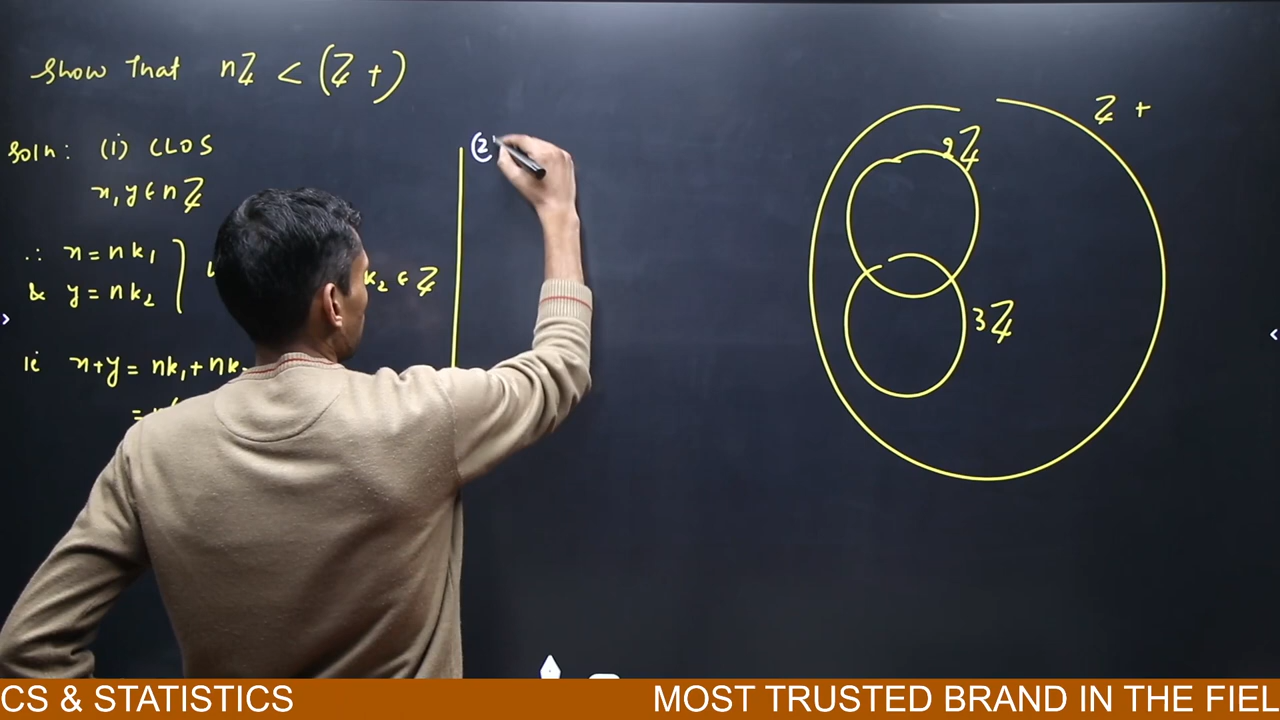 Show that nℤ < (ℤ +)
Soln: (i) CLOS
x, y ∈ nℤ
∴ x = nk₁
& y = nk₂
k₂ ∈ ℤ
ie x+y = nk₁ + nk
=
(2)
ℤ +
2ℤ
3ℤ
CS & STATISTICS
MOST TRUSTED BRAND IN THE FIEL